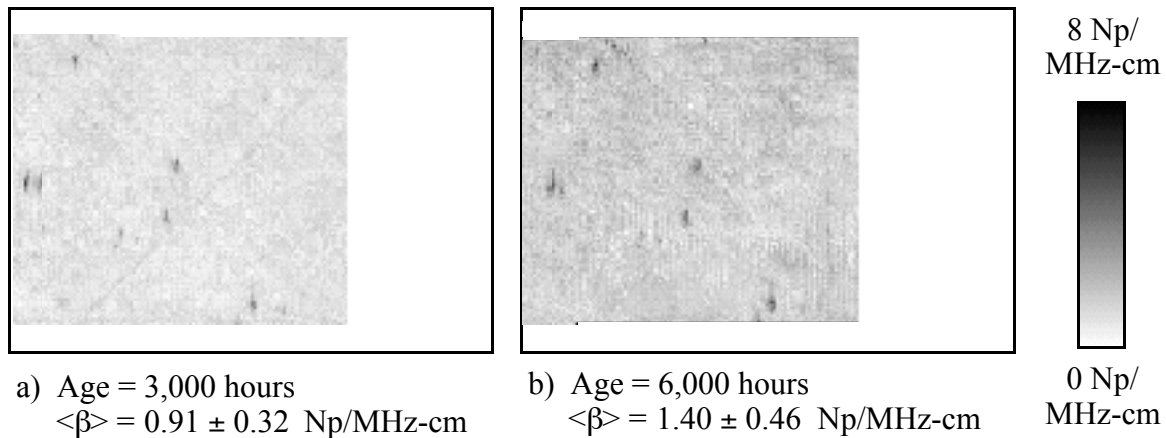 8 Np/
MHz-cm
0 Np/
MHz-cm
a) Age = 3,000 hours
<β> = 0.91 ± 0.32 Np/MHz-cm
b) Age = 6,000 hours
<β> = 1.40 ± 0.46 Np/MHz-cm